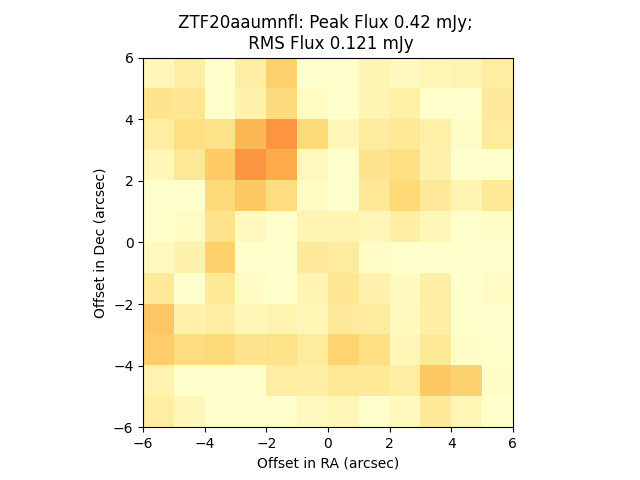 ZTF20aaumnfl: Peak Flux 0.42 mJy;
RMS Flux 0.121 mJy
6
4
2
0
−2
−4
−6
Offset in Dec (arcsec)
−6 −4 −2 0 2 4 6
Offset in RA (arcsec)